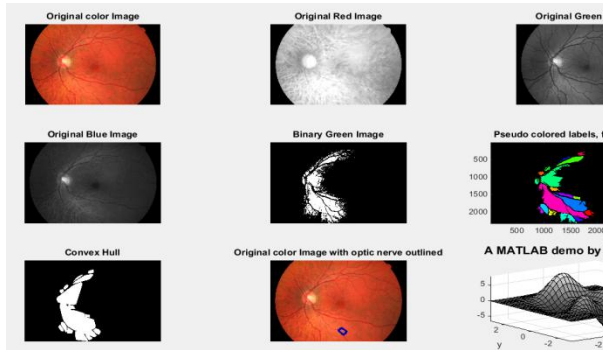 Original color Image
Original Red Image
Original Green
Original Blue Image
Binary Green Image
Pseudo colored labels, f
500
1000
1500
2000
500 1000 1500 200
Convex Hull
Original color Image with optic nerve outlined
A MATLAB demo by
5
0
-5
2
0
-2
y
-2